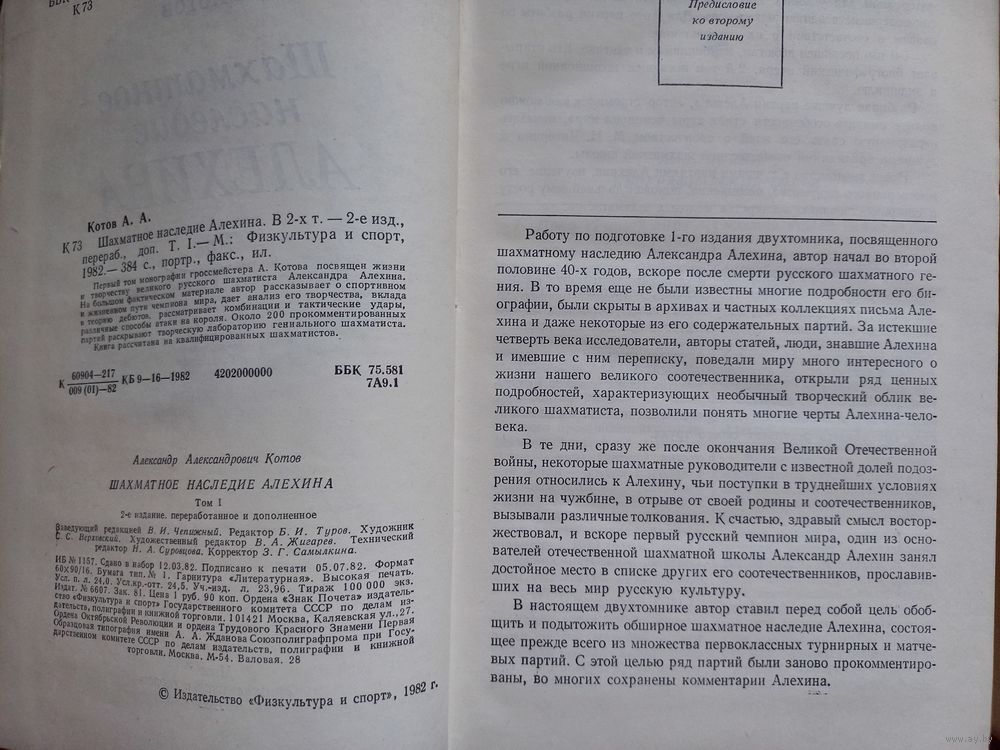 К 73
Котов А. А.
К 73 Шахматное наследие Алехина. В 2-х т. — 2-е изд.,
перераб., доп. Т. I.— М.: Физкультура и спорт,
1982.— 384 с., портр., факс., ил.
Первый том монографии гроссмейстера А. Котова посвящен жизни
и творчеству великого русского шахматиста Александра Алехина.
На большом фактическом материале автор рассказывает о спортивном
и жизненном пути чемпиона мира, дает анализ его творчества, вклада
в теорию дебютов, рассматривает комбинации и тактические удары,
различные способы атаки на короля. Около 200 прокомментированных
партий раскрывают творческую лабораторию гениального шахматиста.
Книга рассчитана на квалифицированных шахматистов.
К 60904—217
009 (01)—82 КБ 9—16—1982 4202000000 ББК 75.581
7А9.1
Александр Александрович Котов
ШАХМАТНОЕ НАСЛЕДИЕ АЛЕХИНА
Том I
2-е издание, переработанное и дополненное
Заведующий редакцией В. И. Чепижный. Редактор Б. И. Туров. Художник
С. С. Верховский. Художественный редактор В. А. Жигарев. Технический
редактор Н. А. Суровцова. Корректор З. Г. Самылкина.
ИБ № 1157. Сдано в набор 12.03.82. Подписано к печати 05.07.82. Формат
60х90/16. Бумага тип. № 1. Гарнитура «Литературная». Высокая печать.
Усл. п. л. 24,0. Усл.кр.-отт. 24,5. Уч.-изд. л. 23,96. Тираж 100 000 экз.
Издат. № 6607. Зак. 81. Цена 1 руб. 90 коп. Ордена «Знак Почета» издатель-
ство «Физкультура и спорт» Государственного комитета СССР по делам из-
дательств, полиграфии и книжной торговли. 101421 Москва, Каляевская ул., 27.
Ордена Октябрьской Революции и ордена Трудового Красного Знамени Первая
Образцовая типография имени А. А. Жданова Союзполиграфпрома при Госу-
дарственном комитете СССР по делам издательств, полиграфии и книжной
торговли, Москва, М-54, Валовая, 28
© Издательство «Физкультура и спорт», 1982 г.
Предисловие
ко второму
изданию
Работу по подготовке 1-го издания двухтомника, посвященного
шахматному наследию Александра Алехина, автор начал во второй
половине 40-х годов, вскоре после смерти русского шахматного ге-
ния. В то время еще не были известны многие подробности его би-
ографии, были скрыты в архивах и частных коллекциях письма Але-
хина и даже некоторые из его содержательных партий. За истекшие
четверть века исследователи, авторы статей, люди, знавшие Алехина
и имевшие с ним переписку, поведали миру много интересного о
жизни нашего великого соотечественника, открыли ряд ценных
подробностей, характеризующих необычный творческий облик ве-
ликого шахматиста, позволили понять многие черты Алехина-чело-
века.
В те дни, сразу же после окончания Великой Отечественной
войны, некоторые шахматные руководители с известной долей подоз-
рения относились к Алехину, чьи поступки в труднейших условиях
жизни на чужбине, в отрыве от своей родины и соотечественников,
вызывали различные толкования. К счастью, здравый смысл востор-
жествовал, и вскоре первый русский чемпион мира, один из осно-
вателей отечественной шахматной школы Александр Алехин занял
достойное место в списке других его соотечественников, прославив-
ших на весь мир русскую культуру.
В настоящем двухтомнике автор ставил перед собой цель обоб-
щить и подытожить обширное шахматное наследие Алехина, состоя-
щее прежде всего из множества первоклассных турнирных и матче-
вых партий. С этой целью ряд партий были заново прокомментиро-
ваны, во многих сохранены комментарии Алехина.
www.ay.by